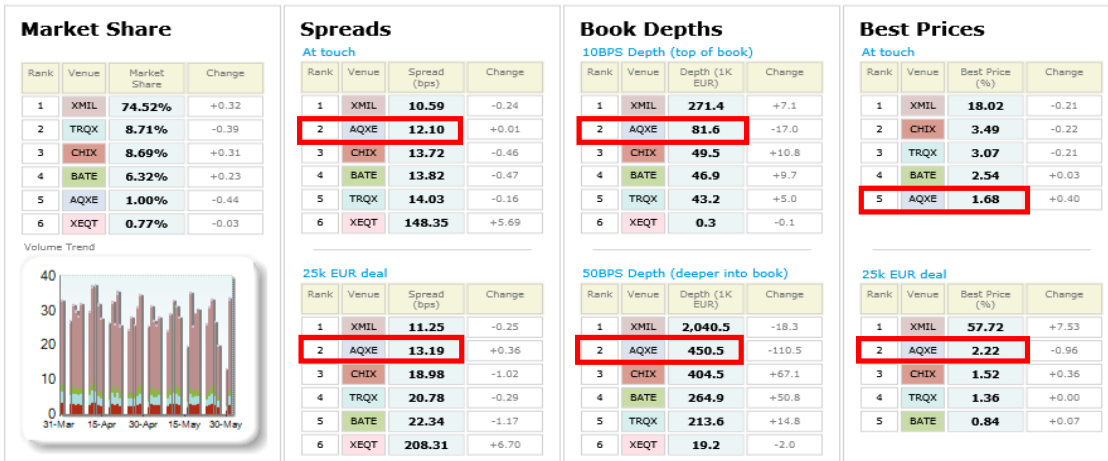 Market Share
Rank Venue Market Share Change
1 XMIL 74.52% +0.32
2 TRQX 8.71% -0.39
3 CHIX 8.69% +0.31
4 BATE 6.32% +0.23
5 AQXE 1.00% -0.44
6 XEQT 0.77% -0.03
Volume Trend
40
30
20
10
0
31-Mar 15-Apr 30-Apr 15-May 30-May
Spreads
At touch
Rank Venue Spread (bps) Change
1 XMIL 10.59 -0.24
2 AQXE 12.10 +0.01
3 CHIX 13.72 -0.46
4 BATE 13.82 -0.47
5 TRQX 14.03 -0.16
6 XEQT 148.35 +5.69
25k EUR deal
Rank Venue Spread (bps) Change
1 XMIL 11.25 -0.25
2 AQXE 13.19 +0.36
3 CHIX 18.98 -1.02
4 TRQX 20.78 -0.29
5 BATE 22.34 -1.17
6 XEQT 208.31 +6.70
Book Depths
10BPS Depth (top of book)
Rank Venue Depth (1K EUR) Change
1 XMIL 271.4 +7.1
2 AQXE 81.6 -17.0
3 CHIX 49.5 +10.8
4 BATE 46.9 +9.7
5 TRQX 43.2 +5.0
6 XEQT 0.3 -0.1
50BPS Depth (deeper into book)
Rank Venue Depth (1K EUR) Change
1 XMIL 2,040.5 -18.3
2 AQXE 450.5 -110.5
3 CHIX 404.5 +67.1
4 BATE 264.9 +50.8
5 TRQX 213.6 +14.8
6 XEQT 19.2 -2.0
Best Prices
At touch
Rank Venue Best Price (%) Change
1 XMIL 18.02 -0.21
2 CHIX 3.49 -0.22
3 TRQX 3.07 -0.21
4 BATE 2.54 +0.03
5 AQXE 1.68 +0.40
25k EUR deal
Rank Venue Best Price (%) Change
1 XMIL 57.72 +7.53
2 AQXE 2.22 -0.96
3 CHIX 1.52 +0.36
4 TRQX 1.36 +0.00
5 BATE 0.84 +0.07